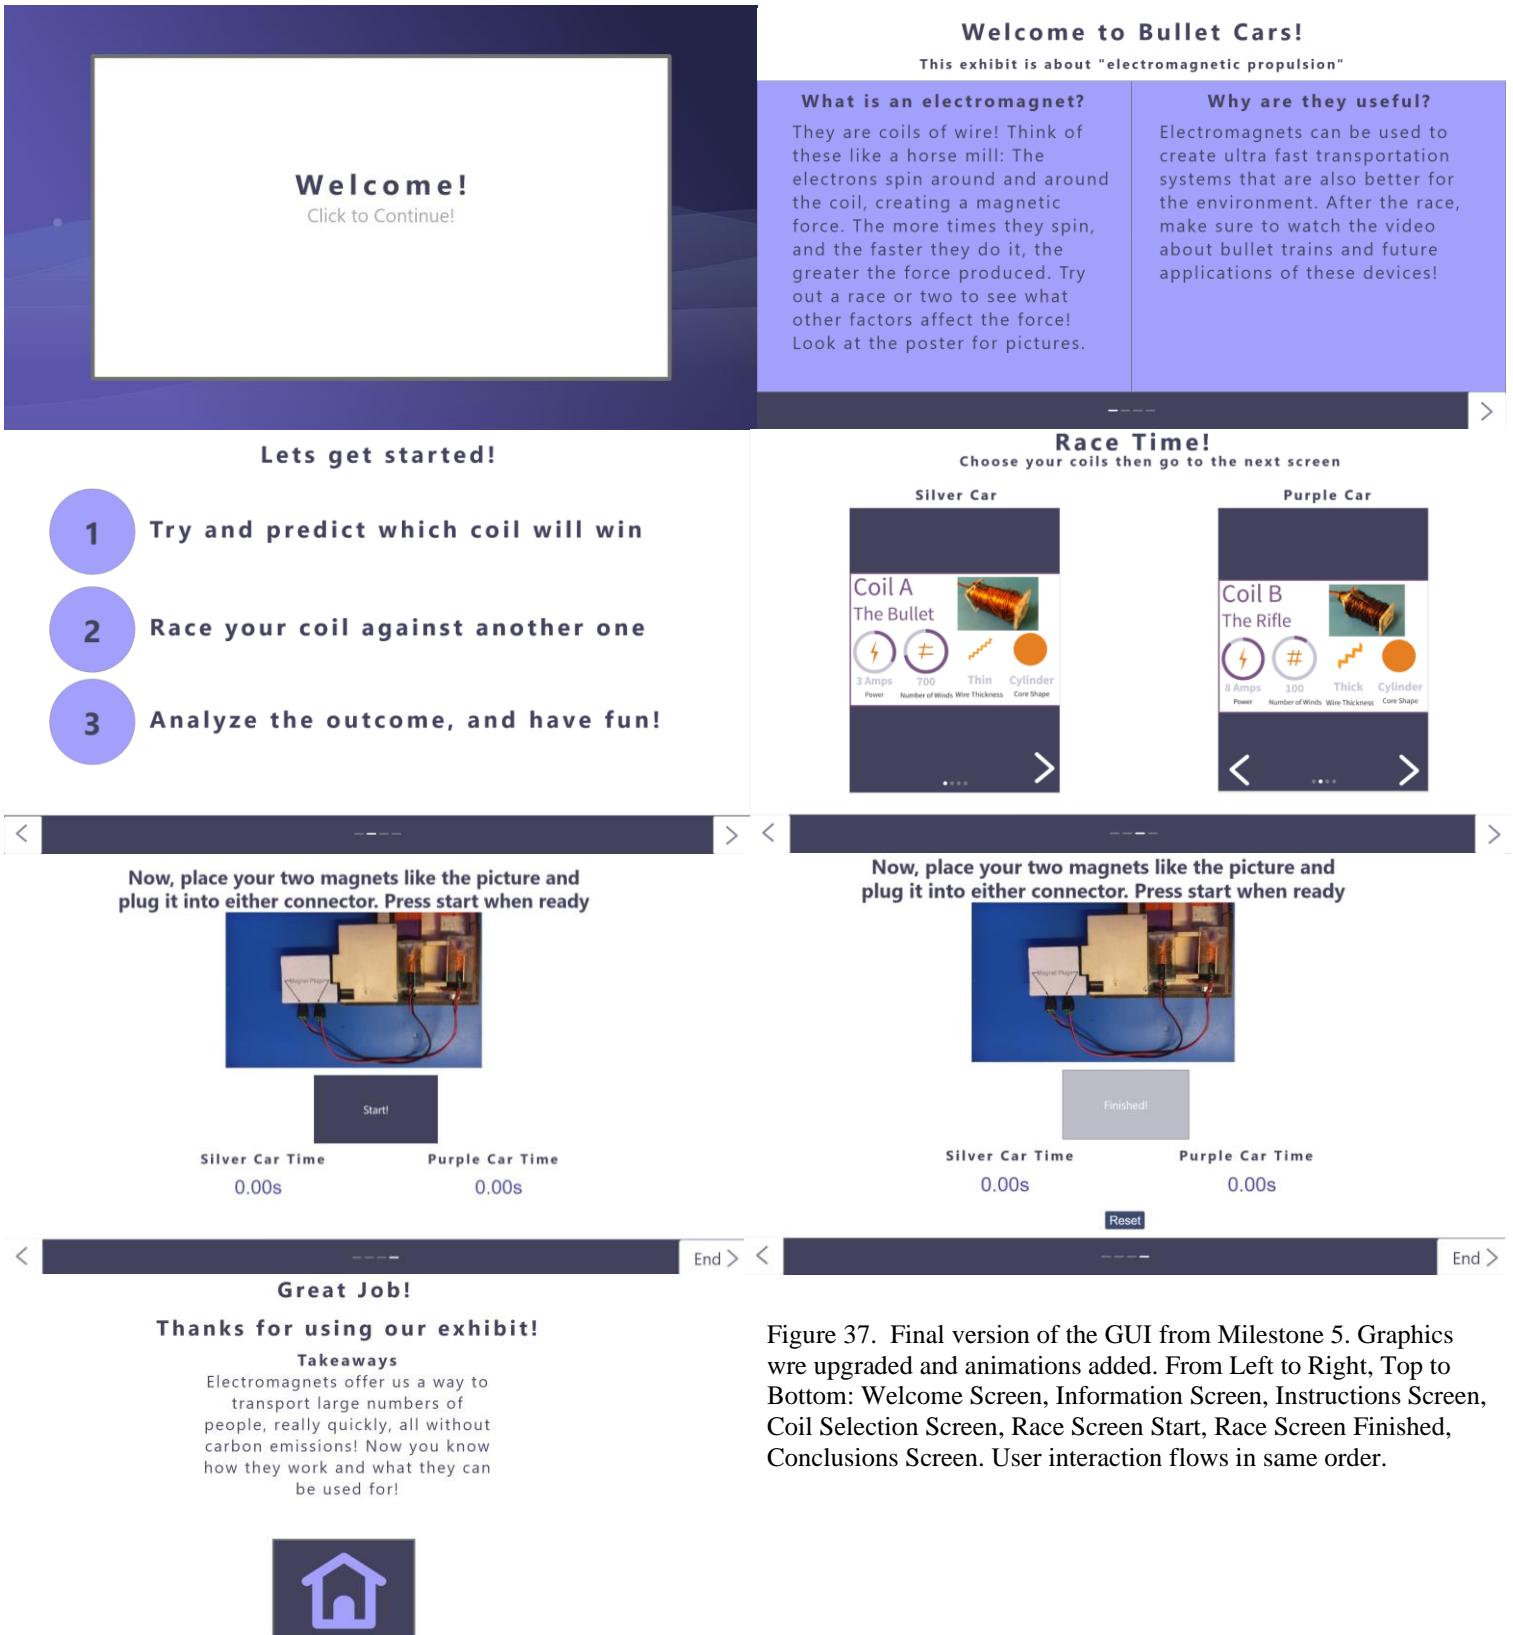 Welcome!
Click to Continue!
Welcome to Bullet Cars!
This exhibit is about "electromagnetic propulsion"
What is an electromagnet?
They are coils of wire! Think of
these like a horse mill: The
electrons spin around and around
the coil, creating a magnetic
force. The more times they spin,
and the faster they do it, the
greater the force produced. Try
out a race or two to see what
other factors affect the force!
Look at the poster for pictures.
Why are they useful?
Electromagnets can be used to
create ultra fast transportation
systems that are also better for
the environment. After the race,
make sure to watch the video
about bullet trains and future
applications of these devices!
Lets get started!
1 Try and predict which coil will win
2 Race your coil against another one
3 Analyze the outcome, and have fun!
Race Time!
Choose your coils then go to the next screen
Silver Car
Coil A
The Bullet
3 Amps 700 Thin Cylinder
Power Number of Winds Wire Thickness Core Shape
Purple Car
Coil B
The Rifle
#
8 Amps 100 Thick Cylinder
Power Number of Winds Wire Thickness Core Shape
Now, place your two magnets like the picture and
plug it into either connector. Press start when ready
Magnet Plugs
Start!
Silver Car Time Purple Car Time
0.00s 0.00s
End >
Now, place your two magnets like the picture and
plug it into either connector. Press start when ready
Magnet Plugs
Finished!
Silver Car Time Purple Car Time
0.00s 0.00s
Reset
End >
Great Job!
Thanks for using our exhibit!
Takeaways
Electromagnets offer us a way to
transport large numbers of
people, really quickly, all without
carbon emissions! Now you know
how they work and what they can
be used for!
Figure 37. Final version of the GUI from Milestone 5. Graphics
wre upgraded and animations added. From Left to Right, Top to
Bottom: Welcome Screen, Information Screen, Instructions Screen,
Coil Selection Screen, Race Screen Start, Race Screen Finished,
Conclusions Screen. User interaction flows in same order.